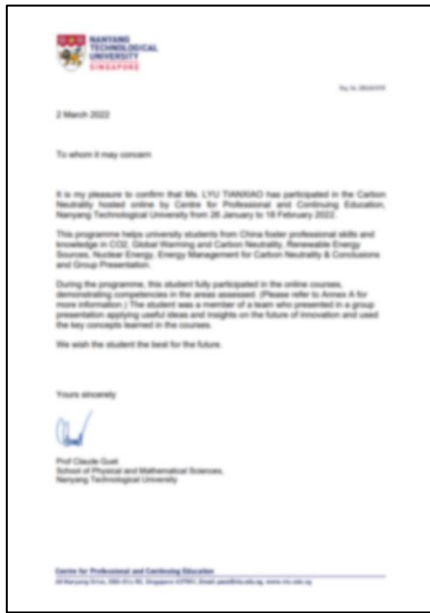 NANYANG
TECHNOLOGICAL
UNIVERSITY
SINGAPORE
2 March 2022
To whom it may concern
It is my pleasure to confirm that Ms. LYU TIANXIAO has participated in the Carbon
Neutrality hosted online by Centre for Professional and Continuing Education,
Nanyang Technological University from 26 January to 18 February 2022.
This programme helps university students from China foster professional skills and
knowledge in CO2, Global Warming and Carbon Neutrality, Renewable Energy
Sources, Nuclear Energy, Energy Management for Carbon Neutrality & Conclusions
and Group Presentation.
During the programme, this student fully participated in the online courses,
demonstrating competencies in the areas assessed. (Please refer to Annex A for
more information.) The student was a member of a team who presented in a group
presentation applying useful ideas and insights on the future of innovation and used
the key concepts learned in the courses.
We wish the student the best for the future.
Yours sincerely
Prof Claude Guet
School of Physical and Mathematical Sciences,
Nanyang Technological University
Centre for Professional and Continuing Education